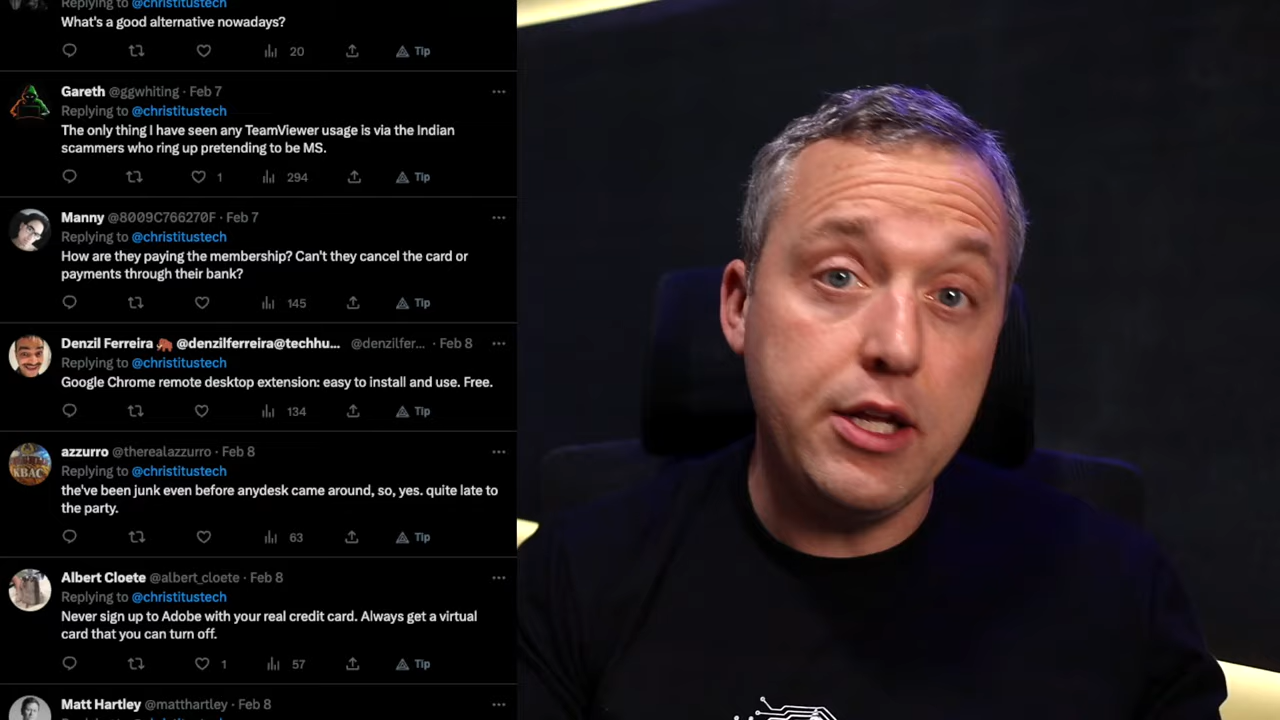 Replying to @christitustech
What's a good alternative nowadays?
20 Tip
Gareth @ggwhiting · Feb 7
Replying to @christitustech
The only thing I have seen any TeamViewer usage is via the Indian
scammers who ring up pretending to be MS.
1 294 Tip
Manny @8009C766270F · Feb 7
Replying to @christitustech
How are they paying the membership? Can't they cancel the card or
payments through their bank?
145 Tip
Denzil Ferreira 🦣 @denzilferreira@techhu... @denzilfer... · Feb 8
Replying to @christitustech
Google Chrome remote desktop extension: easy to install and use. Free.
134 Tip
azzurro @therealazzurro · Feb 8
Replying to @christitustech
the've been junk even before anydesk came around, so, yes. quite late to
the party.
63 Tip
Albert Cloete @albert_cloete · Feb 8
Replying to @christitustech
Never sign up to Adobe with your real credit card. Always get a virtual
card that you can turn off.
1 57 Tip
Matt Hartley @matthartley · Feb 8
Replying to @christitustech